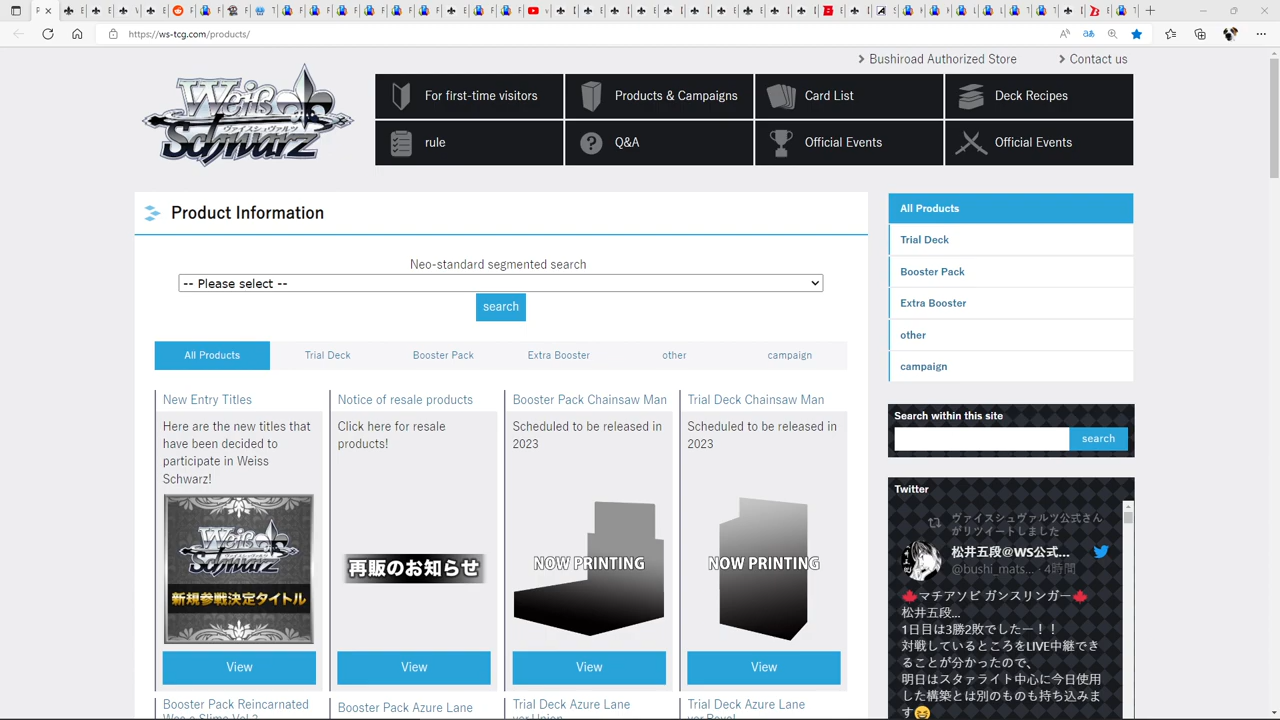 https://ws-tcg.com/products/
Bushiroad Authorized Store
Contact us
Weiß Schwarz
ヴァイスシュヴァルツ
For first-time visitors
Products & Campaigns
Card List
Deck Recipes
rule
Q&A
Official Events
Official Events
Product Information
Neo-standard segmented search
-- Please select --
search
All Products
Trial Deck
Booster Pack
Extra Booster
other
campaign
New Entry Titles
Here are the new titles that
have been decided to
participate in Weiss
Schwarz!
Weiß Schwarz
新規参戦決定タイトル
View
Notice of resale products
Click here for resale
products!
再販のお知らせ
View
Booster Pack Chainsaw Man
Scheduled to be released in
2023
NOW PRINTING
View
Trial Deck Chainsaw Man
Scheduled to be released in
2023
NOW PRINTING
View
Booster Pack Reincarnated
Booster Pack Azure Lane
Trial Deck Azure Lane
Trial Deck Azure Lane
All Products
Trial Deck
Booster Pack
Extra Booster
other
campaign
Search within this site
search
Twitter
ヴァイスシュヴァルツ公式さん
がリツイートしました
松井五段@WS公式...
@bushi_mats... · 4時間
🍁マチアソビ ガンスリンガー🍁
松井五段...
1日目は3勝2敗でしたー！！
対戦しているところをLIVE中継でき
ることが分かったので、
明日はスタァライト中心に今日使用
した構築とは別のものも持ち込みま
す😆